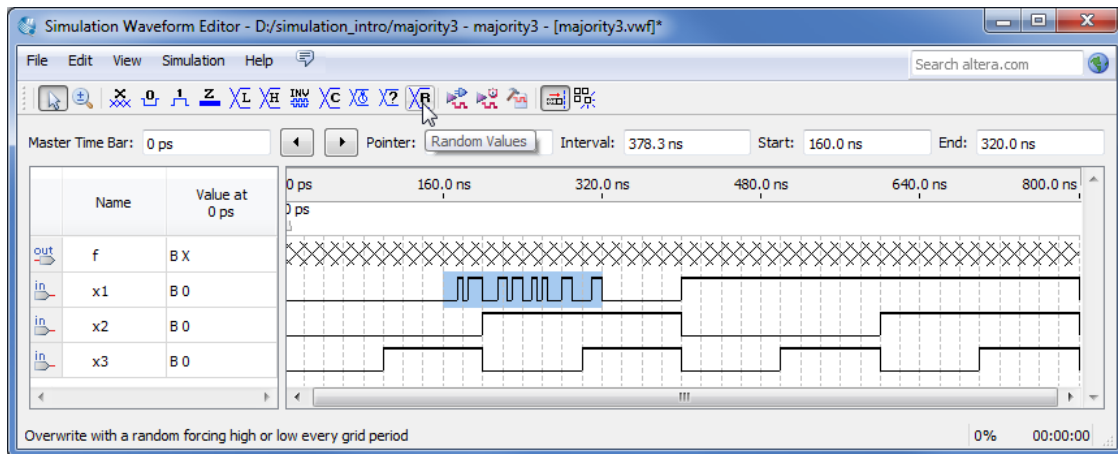 Simulation Waveform Editor - D:/simulation_intro/majority3 - majority3 - [majority3.vwf]*
File Edit View Simulation Help Search altera.com
0 1 Z L H INV C ? R
Master Time Bar: 0 ps Pointer: Random Values Interval: 378.3 ns Start: 160.0 ns End: 320.0 ns
Name Value at 0 ps 0 ps 160.0 ns 320.0 ns 480.0 ns 640.0 ns 800.0 ns
0 ps
out f B X
in x1 B 0
in x2 B 0
in x3 B 0
Overwrite with a random forcing high or low every grid period 0% 00:00:00